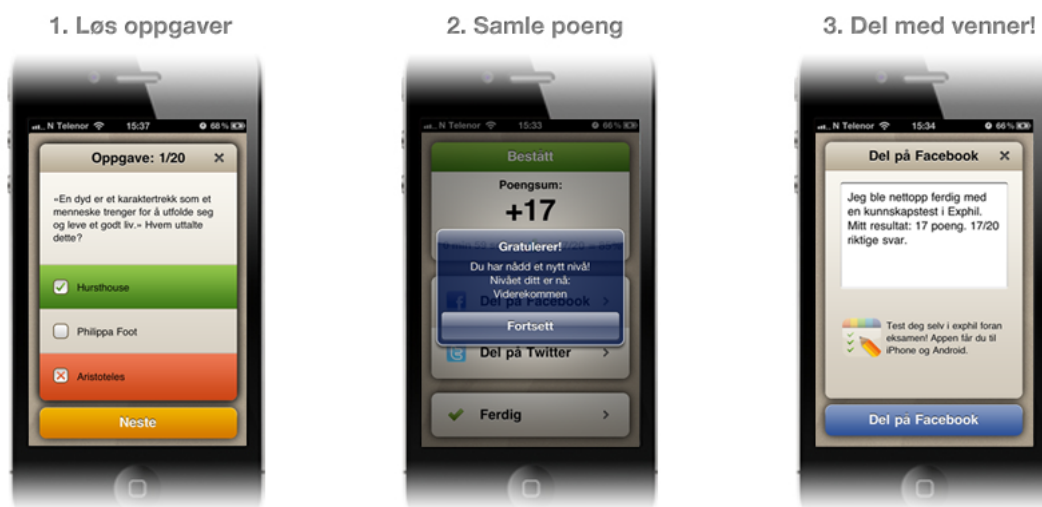 1. Løs oppgaver
N Telenor 15:37 68%
Oppgave: 1/20
«En dyd er et karaktertrekk som et
menneske trenger for å utfolde seg
og leve et godt liv.» Hvem uttalte
dette?
Hursthouse
Philippa Foot
Aristoteles
Neste
2. Samle poeng
N Telenor 15:33 66%
Bestått
Poengsum:
+17
Gratulerer!
Du har nådd et nytt nivå!
Nivået ditt er nå:
Viderekommen
Del på Facebook
Fortsett
Del på Twitter
Ferdig
3. Del med venner!
N Telenor 15:34 66%
Del på Facebook
Jeg ble nettopp ferdig med
en kunnskapstest i Exphil.
Mitt resultat: 17 poeng. 17/20
riktige svar.
Test deg selv i exphil foran
eksamen! Appen får du til
iPhone og Android.
Del på Facebook